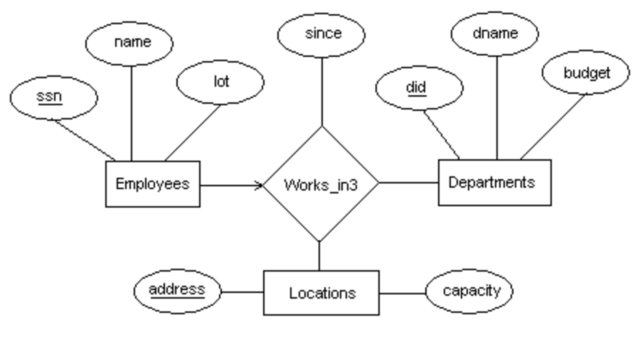 since
dname
name
lot
budget
ssn
did
Employees
Works_in3
Departments
address
Locations
capacity